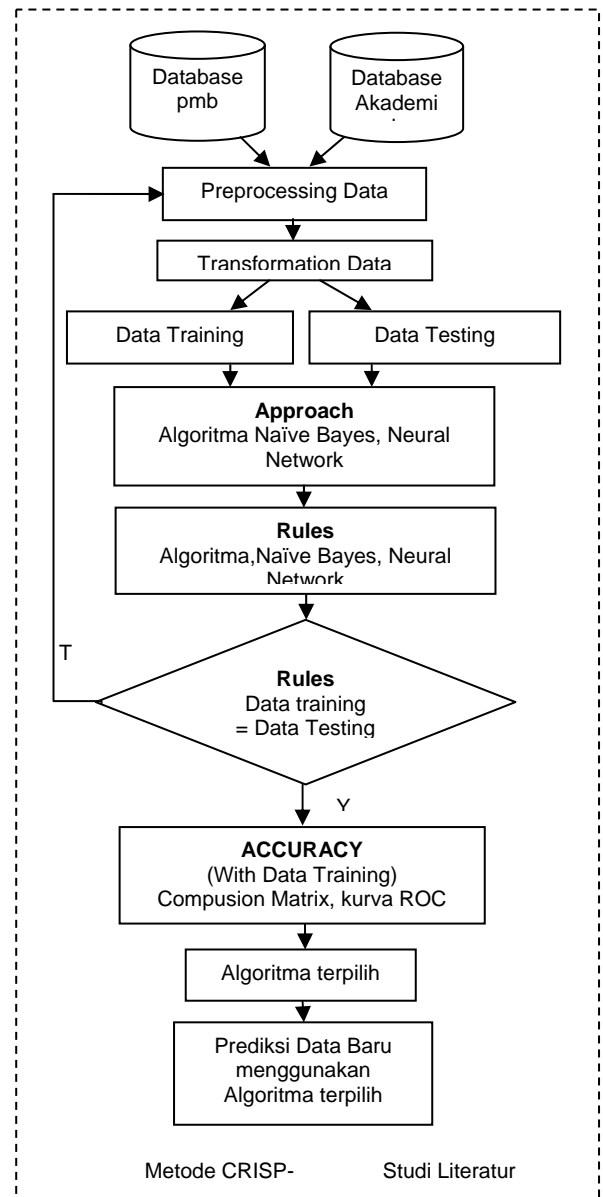 Database
pmb
Database
Akademi
Preprocessing Data
Transformation Data
Data Training
Data Testing
Approach
Algoritma Naïve Bayes, Neural
Network
Rules
Algoritma,Naïve Bayes, Neural
Network
T
Rules
Data training
= Data Testing
Y
ACCURACY
(With Data Training)
Compusion Matrix, kurva ROC
Algoritma terpilih
Prediksi Data Baru
menggunakan
Algoritma terpilih
Metode CRISP- Studi Literatur